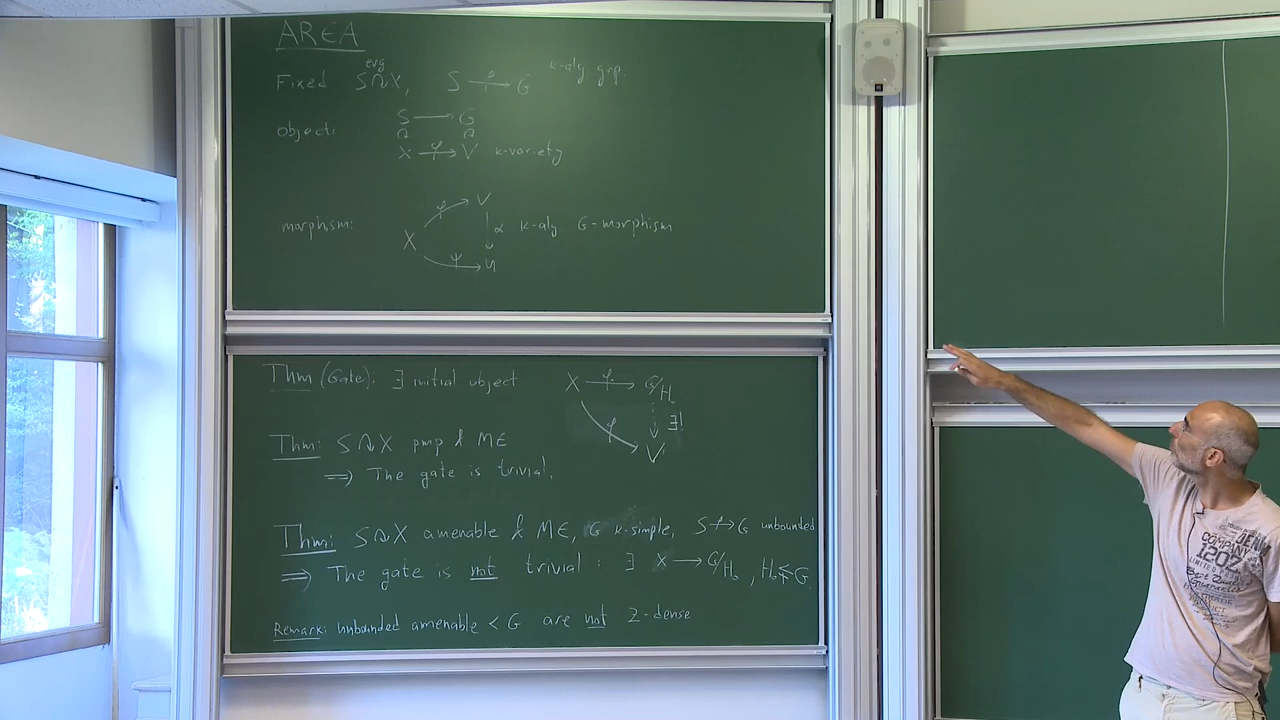 AREA
Fixed S ↷ X, S →ρ G k-alg grp.
erg
object: S → G
X →φ V k-variety
morphism: X →φ V
↓ α k-alg G-morphism
X →ψ U
Thm (Gate): ∃ initial object X →φ G/H₀
∃!
ψ V
Thm: S ↷ X pmp & ME
⟹ The gate is trivial.
Thm: S ↷ X amenable & ME, G k-simple, S →ρ G unbounded
⟹ The gate is not trivial: ∃ X → G/H₀, H₀ ≨ G
Remark: unbounded amenable < G are not Z-dense
COMPANY
1207